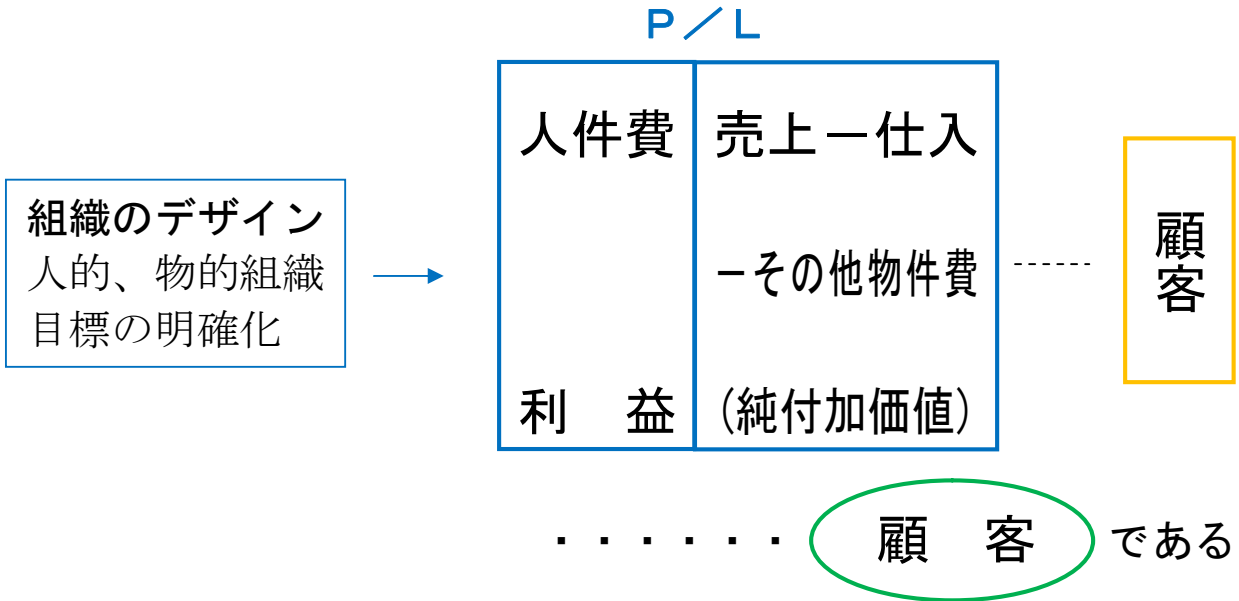 P／L
組織のデザイン
人的、物的組織
目標の明確化
人件費
利　益
売上－仕入
－その他物件費
(純付加価値)
顧客
・・・・・・ 顧　客 である